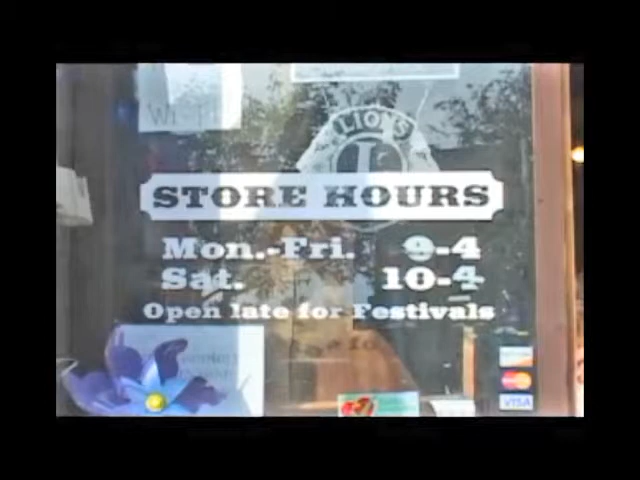 LIONS
L
STORE HOURS
Mon.-Fri. 9-4
Sat. 10-4
Open late for Festivals
VISA